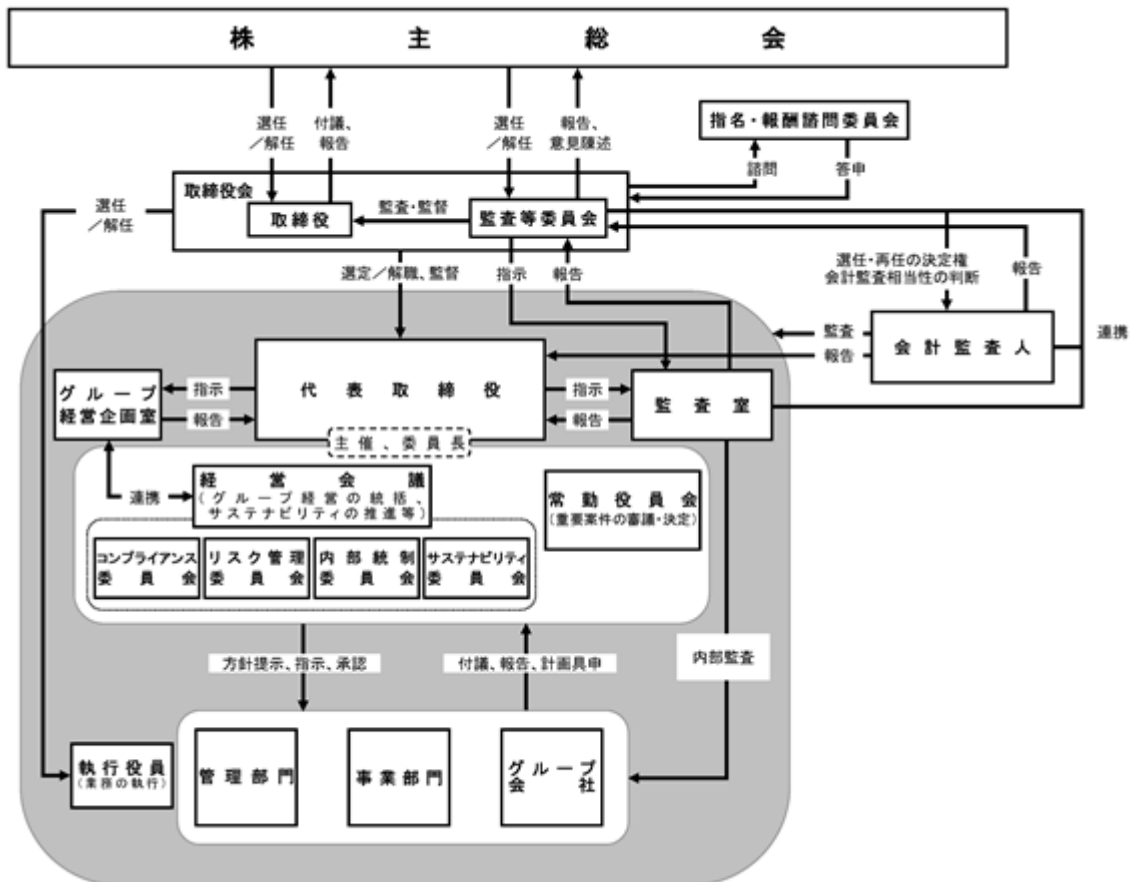 株主総会
選任
／解任
付議、
報告
選任
／解任
報告、
意見陳述
指名・報酬諮問委員会
諮問
答申
取締役会
取締役
監査・監督
監査等委員会
選任
／解任
選定／解職、監督
指示
報告
選任・再任の決定権
会計監査相当性の判断
報告
監査
報告
会計監査人
連携
グループ
経営企画室
指示
報告
代表取締役
指示
報告
監査室
主催、委員長
連携
経営会議
（グループ経営の統括、
サステナビリティの推進等）
常勤役員会
（重要案件の審議・決定）
コンプライアンス
委員会
リスク管理
委員会
内部統制
委員会
サステナビリティ
委員会
方針提示、指示、承認
付議、報告、計画具申
内部監査
執行役員
（業務の執行）
管理部門
事業部門
グループ
会社